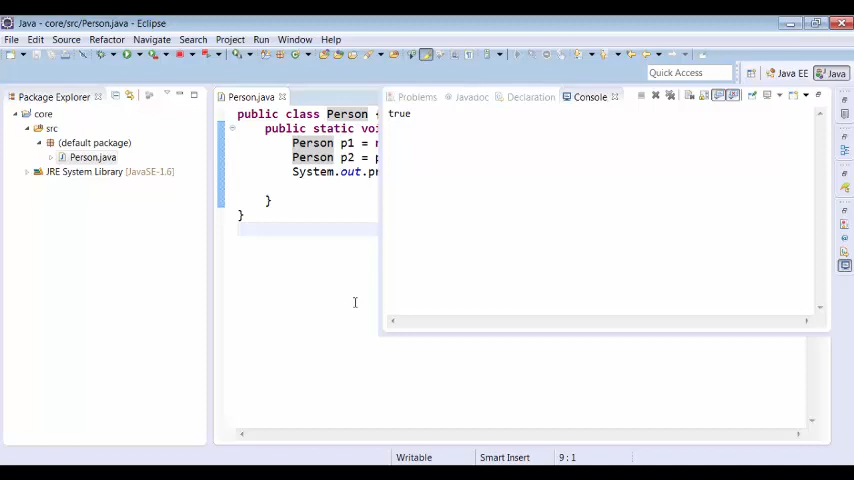 Java - core/src/Person.java - Eclipse
File Edit Source Refactor Navigate Search Project Run Window Help
Quick Access Java EE Java
Package Explorer
core
src
(default package)
Person.java
JRE System Library [JavaSE-1.6]
Person.java
public class Person {
public static voi
Person p1 = n
Person p2 = p
System.out.pr
}
}
Problems Javadoc Declaration Console
true
Writable Smart Insert 9 : 1